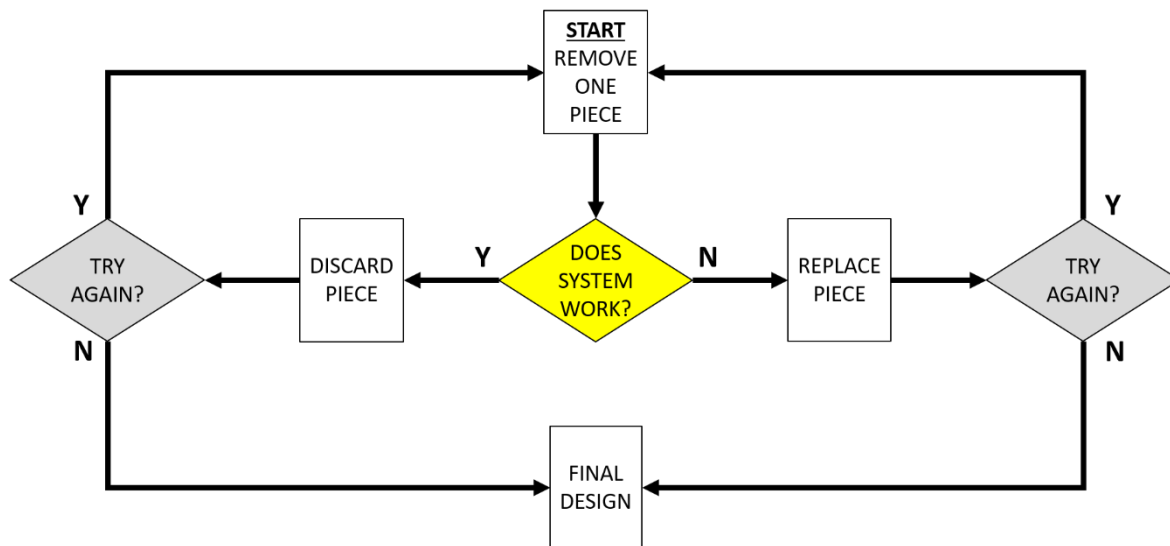 START
REMOVE
ONE
PIECE
Y
Y
TRY
AGAIN?
DISCARD
PIECE
Y
DOES
SYSTEM
WORK?
N
REPLACE
PIECE
TRY
AGAIN?
N
N
FINAL
DESIGN